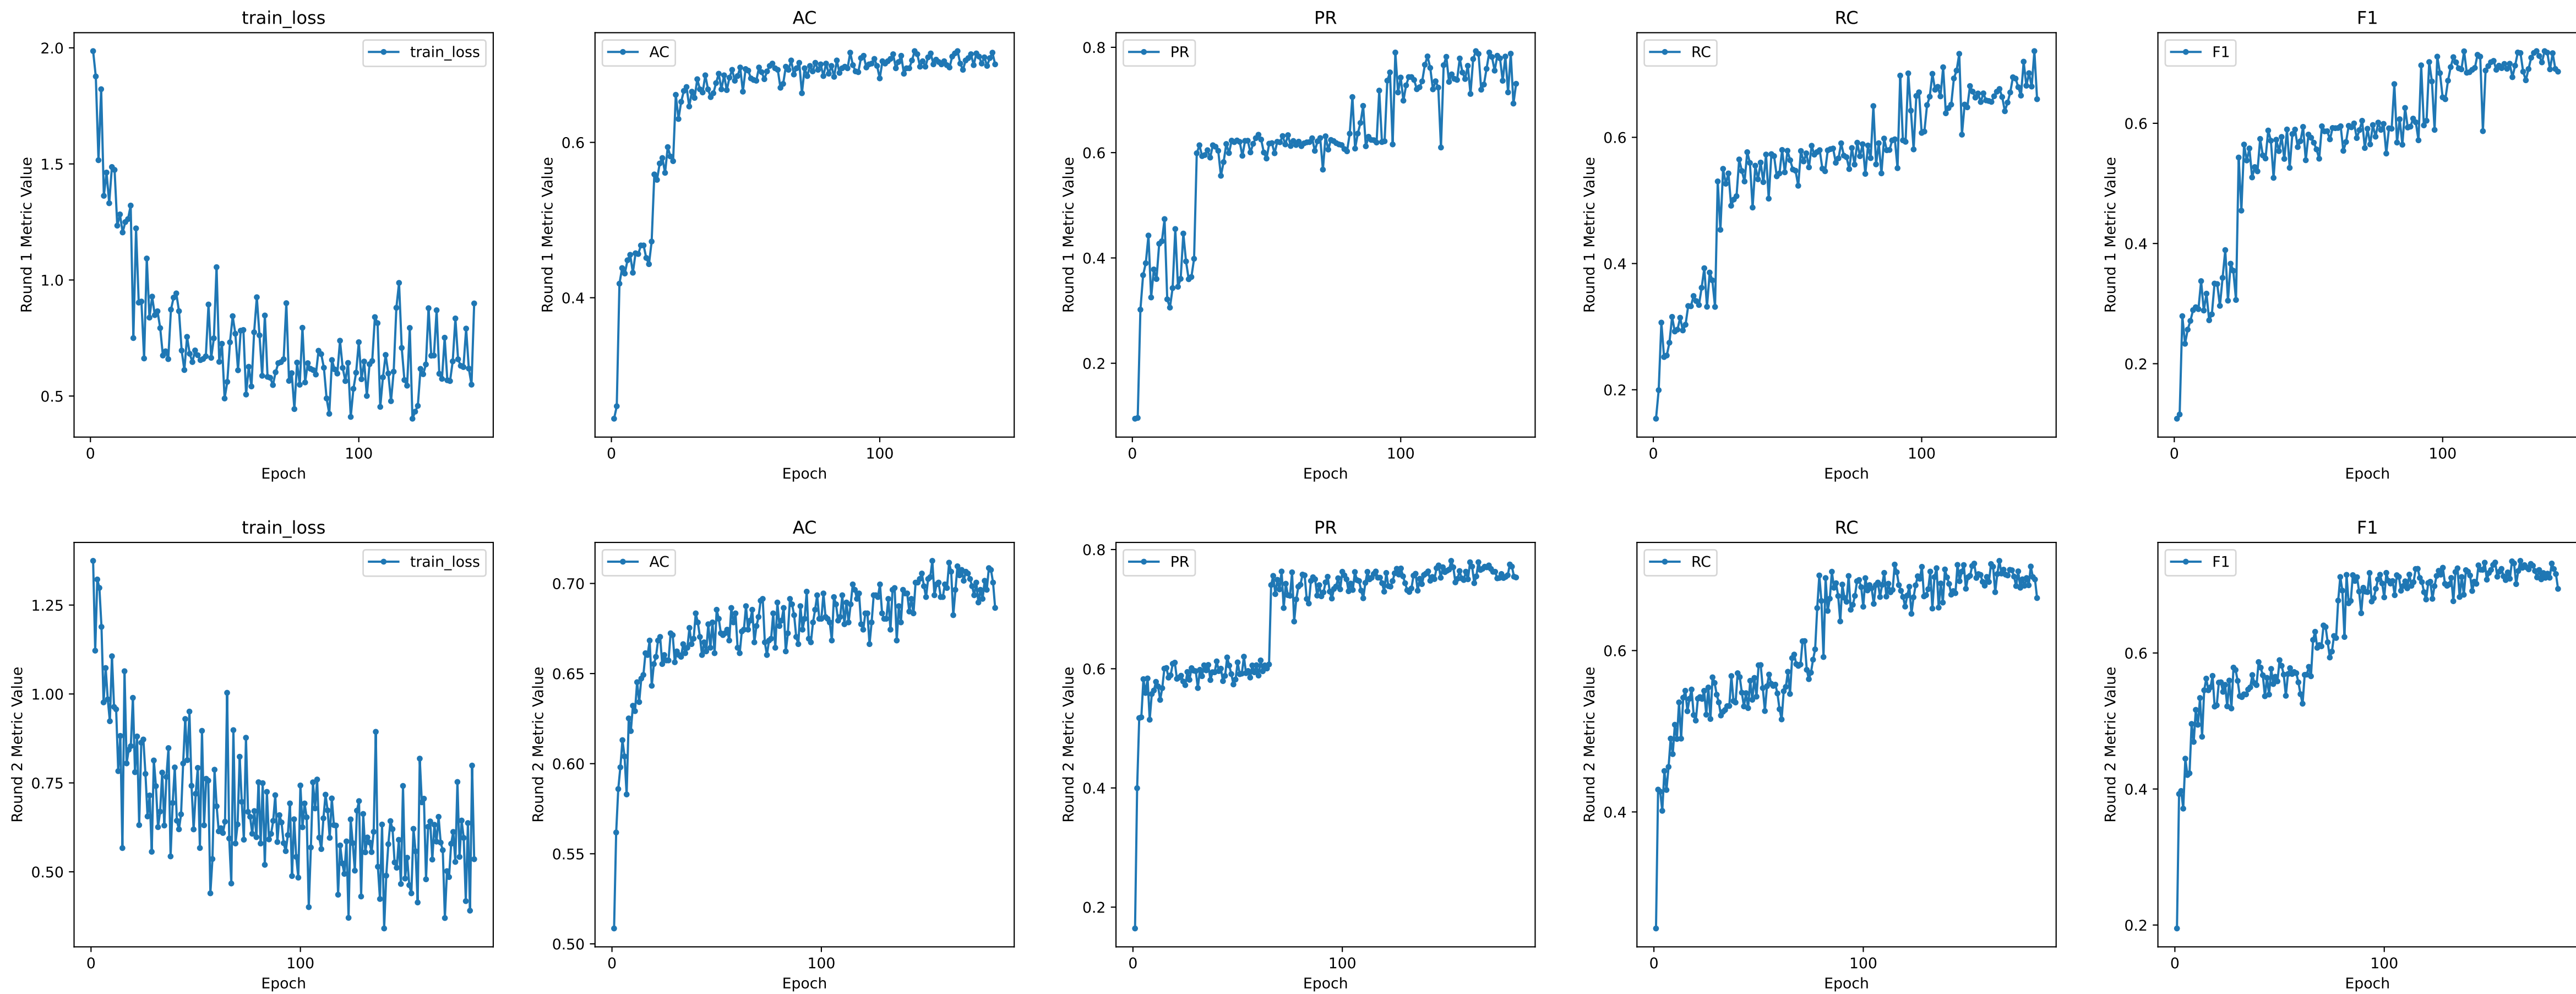 train_loss
AC
PR
RC
F1
train_loss
AC
PR
RC
F1
Round 1 Metric Value
2.0
1.5
1.0
0.5
0
100
Epoch
Round 1 Metric Value
0.6
0.4
0
100
Epoch
Round 1 Metric Value
0.8
0.6
0.4
0.2
0
100
Epoch
Round 1 Metric Value
0.6
0.4
0.2
0
100
Epoch
Round 1 Metric Value
0.6
0.4
0.2
0
100
Epoch
train_loss
AC
PR
RC
F1
train_loss
AC
PR
RC
F1
Round 2 Metric Value
1.25
1.00
0.75
0.50
0
100
Epoch
Round 2 Metric Value
0.70
0.65
0.60
0.55
0.50
0
100
Epoch
Round 2 Metric Value
0.8
0.6
0.4
0.2
0
100
Epoch
Round 2 Metric Value
0.6
0.4
0
100
Epoch
Round 2 Metric Value
0.6
0.4
0.2
0
100
Epoch